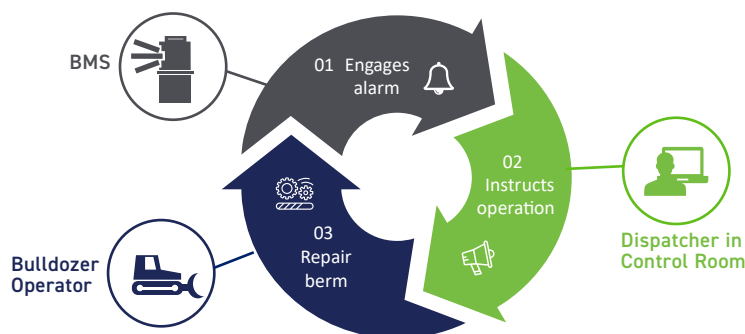 BMS
01 Engages
alarm
02
Instructs
operation
Dispatcher in
Control Room
03
Repair
berm
Bulldozer
Operator